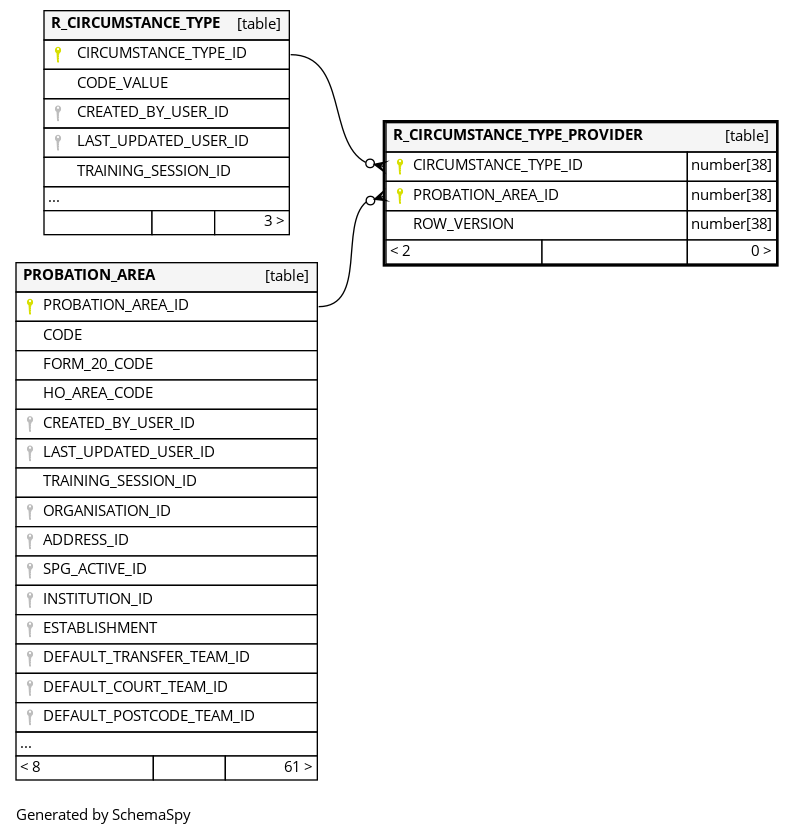 R_CIRCUMSTANCE_TYPE [table]
CIRCUMSTANCE_TYPE_ID
CODE_VALUE
CREATED_BY_USER_ID
LAST_UPDATED_USER_ID
TRAINING_SESSION_ID
...
3 >
R_CIRCUMSTANCE_TYPE_PROVIDER [table]
CIRCUMSTANCE_TYPE_ID number[38]
PROBATION_AREA_ID number[38]
ROW_VERSION number[38]
< 2 0 >
PROBATION_AREA [table]
PROBATION_AREA_ID
CODE
FORM_20_CODE
HO_AREA_CODE
CREATED_BY_USER_ID
LAST_UPDATED_USER_ID
TRAINING_SESSION_ID
ORGANISATION_ID
ADDRESS_ID
SPG_ACTIVE_ID
INSTITUTION_ID
ESTABLISHMENT
DEFAULT_TRANSFER_TEAM_ID
DEFAULT_COURT_TEAM_ID
DEFAULT_POSTCODE_TEAM_ID
...
< 8 61 >
Generated by SchemaSpy